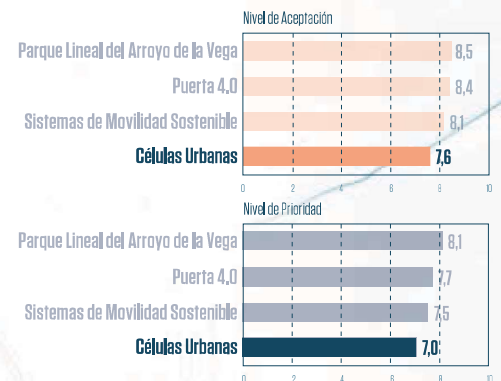 Nivel de Aceptación
Parque Lineal del Arroyo de la Vega 8,5
Puerta 4.0 8,4
Sistemas de Movilidad Sostenible 8,1
Células Urbanas 7,6
0 2 4 6 8 10
Nivel de Prioridad
Parque Lineal del Arroyo de la Vega 8,1
Puerta 4.0 7,7
Sistemas de Movilidad Sostenible 7,5
Células Urbanas 7,0
0 2 4 6 8 10